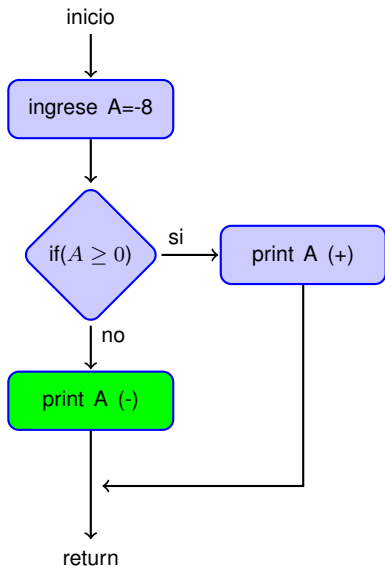 inicio
ingrese A=-8
if(A ≥ 0)
si
print A (+)
no
print A (-)
return